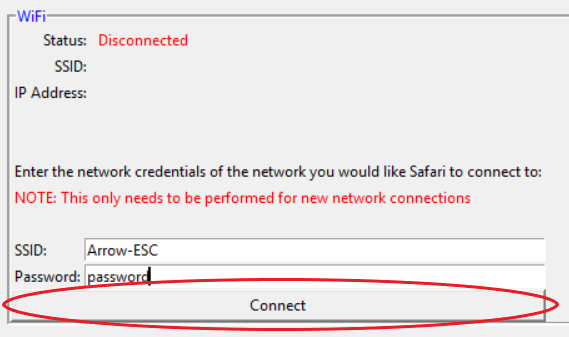 WiFi
Status: Disconnected
SSID:
IP Address:
Enter the network credentials of the network you would like Safari to connect to:
NOTE: This only needs to be performed for new network connections
SSID: Arrow-ESC
Password: password
Connect